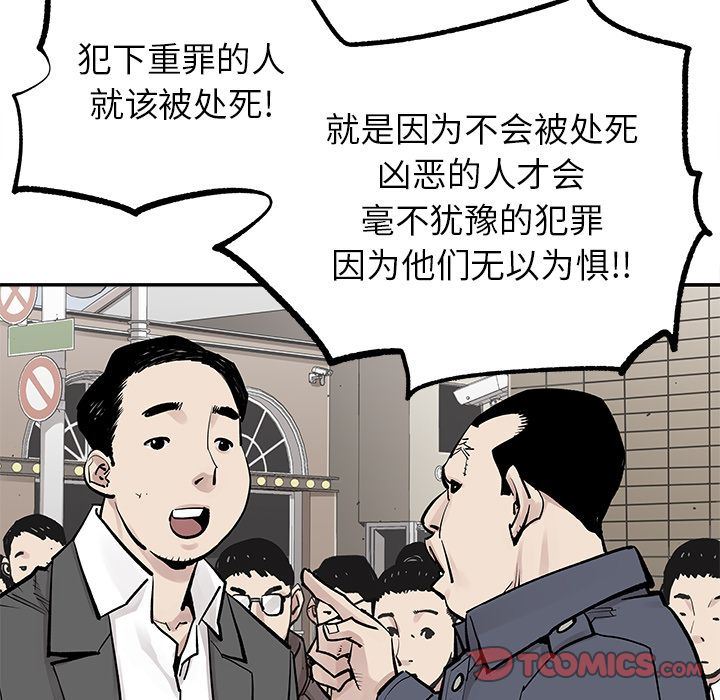 犯下重罪的人
就该被处死!
就是因为不会被处死
凶恶的人才会
毫不犹豫的犯罪
因为他们无以为惧!!
TCOMICS.COM